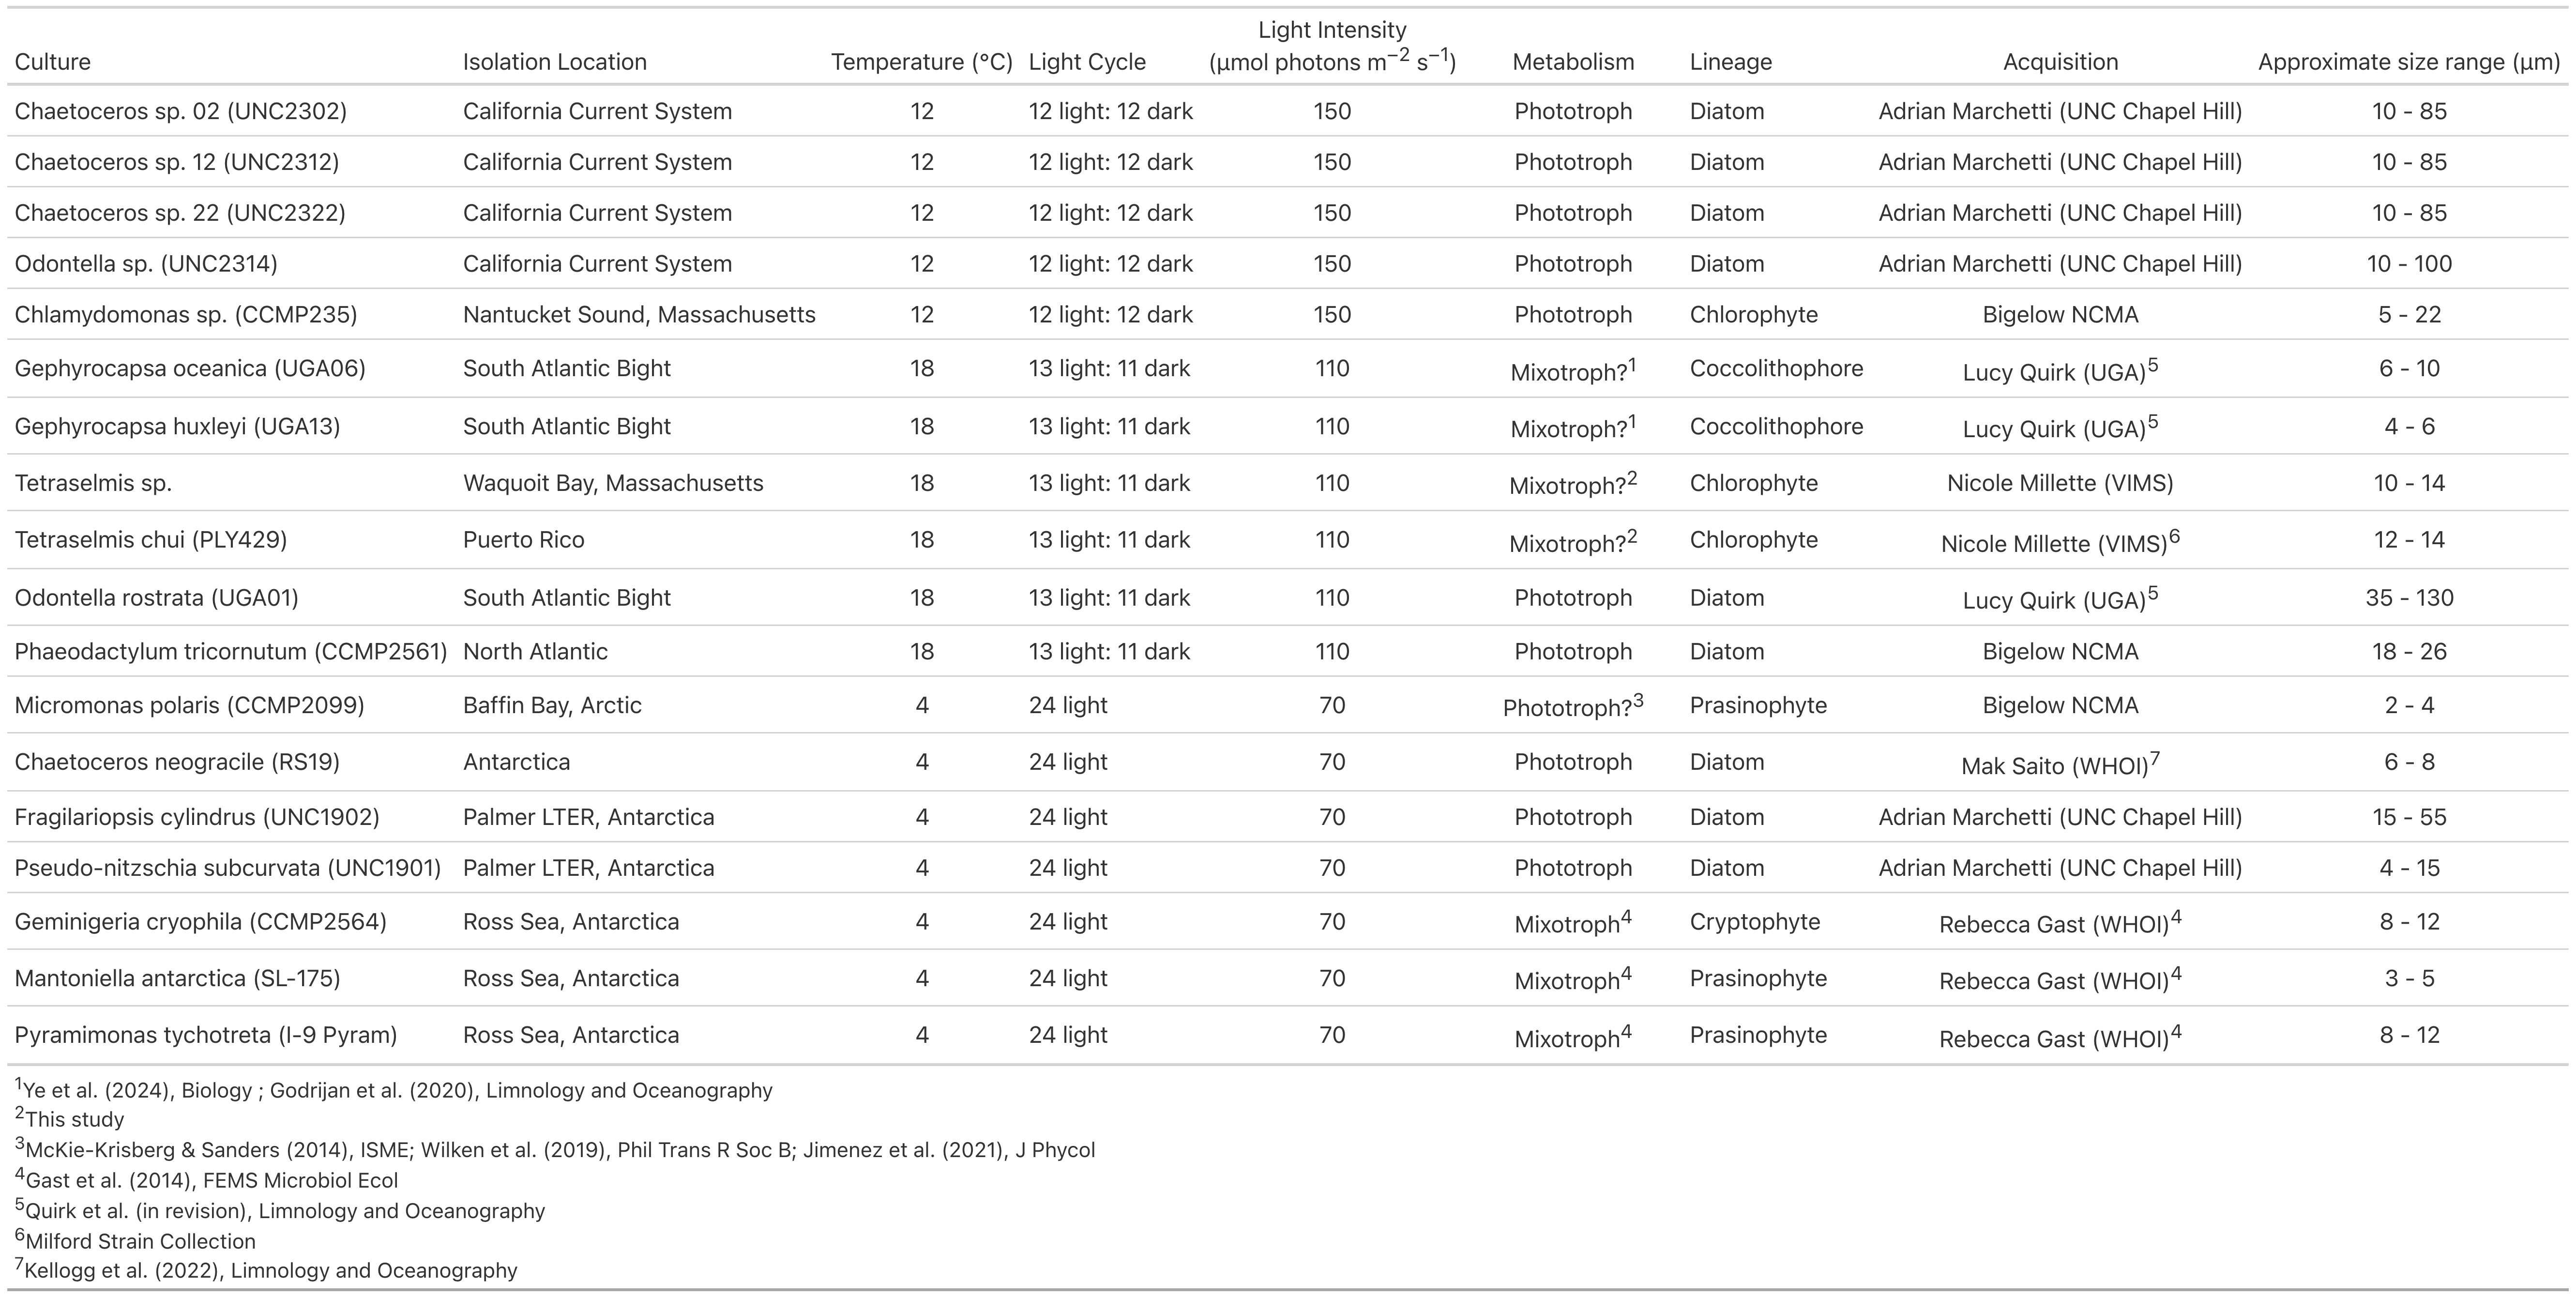 Culture Isolation Location Temperature (°C) Light Cycle Light Intensity (μmol photons m⁻² s⁻¹) Metabolism Lineage Acquisition Approximate size range (μm)
Chaetoceros sp. 02 (UNC2302) California Current System 12 12 light: 12 dark 150 Phototroph Diatom Adrian Marchetti (UNC Chapel Hill) 10 - 85
Chaetoceros sp. 12 (UNC2312) California Current System 12 12 light: 12 dark 150 Phototroph Diatom Adrian Marchetti (UNC Chapel Hill) 10 - 85
Chaetoceros sp. 22 (UNC2322) California Current System 12 12 light: 12 dark 150 Phototroph Diatom Adrian Marchetti (UNC Chapel Hill) 10 - 85
Odontella sp. (UNC2314) California Current System 12 12 light: 12 dark 150 Phototroph Diatom Adrian Marchetti (UNC Chapel Hill) 10 - 100
Chlamydomonas sp. (CCMP235) Nantucket Sound, Massachusetts 12 12 light: 12 dark 150 Phototroph Chlorophyte Bigelow NCMA 5 - 22
Gephyrocapsa oceanica (UGA06) South Atlantic Bight 18 13 light: 11 dark 110 Mixotroph?¹ Coccolithophore Lucy Quirk (UGA)⁵ 6 - 10
Gephyrocapsa huxleyi (UGA13) South Atlantic Bight 18 13 light: 11 dark 110 Mixotroph?¹ Coccolithophore Lucy Quirk (UGA)⁵ 4 - 6
Tetraselmis sp. Waquoit Bay, Massachusetts 18 13 light: 11 dark 110 Mixotroph?² Chlorophyte Nicole Millette (VIMS) 10 - 14
Tetraselmis chui (PLY429) Puerto Rico 18 13 light: 11 dark 110 Mixotroph?² Chlorophyte Nicole Millette (VIMS)⁶ 12 - 14
Odontella rostrata (UGA01) South Atlantic Bight 18 13 light: 11 dark 110 Phototroph Diatom Lucy Quirk (UGA)⁵ 35 - 130
Phaeodactylum tricornutum (CCMP2561) North Atlantic 18 13 light: 11 dark 110 Phototroph Diatom Bigelow NCMA 18 - 26
Micromonas polaris (CCMP2099) Baffin Bay, Arctic 4 24 light 70 Phototroph?³ Prasinophyte Bigelow NCMA 2 - 4
Chaetoceros neogracile (RS19) Antarctica 4 24 light 70 Phototroph Diatom Mak Saito (WHOI)⁷ 6 - 8
Fragilariopsis cylindrus (UNC1902) Palmer LTER, Antarctica 4 24 light 70 Phototroph Diatom Adrian Marchetti (UNC Chapel Hill) 15 - 55
Pseudo-nitzschia subcurvata (UNC1901) Palmer LTER, Antarctica 4 24 light 70 Phototroph Diatom Adrian Marchetti (UNC Chapel Hill) 4 - 15
Geminigeria cryophila (CCMP2564) Ross Sea, Antarctica 4 24 light 70 Mixotroph⁴ Cryptophyte Rebecca Gast (WHOI)⁴ 8 - 12
Mantoniella antarctica (SL-175) Ross Sea, Antarctica 4 24 light 70 Mixotroph⁴ Prasinophyte Rebecca Gast (WHOI)⁴ 3 - 5
Pyramimonas tychotreta (I-9 Pyram) Ross Sea, Antarctica 4 24 light 70 Mixotroph⁴ Prasinophyte Rebecca Gast (WHOI)⁴ 8 - 12
¹Ye et al. (2024), Biology ; Godrijan et al. (2020), Limnology and Oceanography
²This study
³McKie-Krisberg & Sanders (2014), ISME; Wilken et al. (2019), Phil Trans R Soc B; Jimenez et al. (2021), J Phycol
⁴Gast et al. (2014), FEMS Microbiol Ecol
⁵Quirk et al. (in revision), Limnology and Oceanography
⁶Milford Strain Collection
⁷Kellogg et al. (2022), Limnology and Oceanography